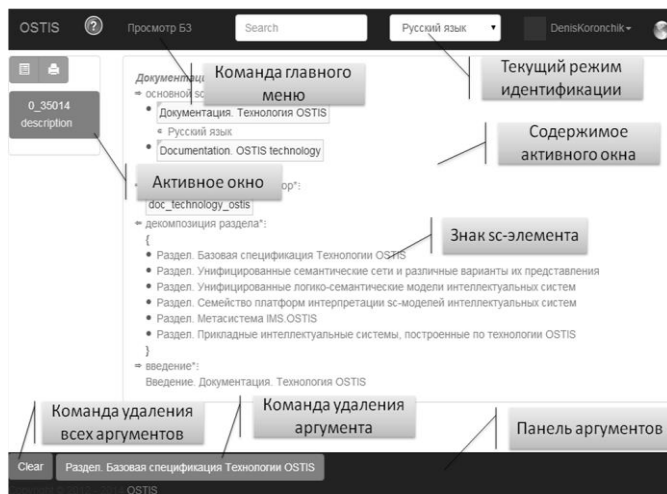 OSTIS ? Просмотр БЗ Search Русский язык DenisKoronchik
Команда главного меню
Текущий режим идентификации
Документац
основной sc
Документация. Технология OSTIS
Русский язык
Documentation. OSTIS technology
0_35014
description
Содержимое активного окна
Активное окно
ор*:
doc_technology_ostis
декомпозиция раздела*:
{
Знак sc-элемента
• Раздел. Базовая спецификация Технологии OSTIS
• Раздел. Унифицированные семантические сети и различные варианты их представления
• Раздел. Унифицированные логико-семантические модели интеллектуальных систем
• Раздел. Семейство платформ интерпретации sc-моделей интеллектуальных систем
• Раздел. Метасистема IMS.OSTIS
• Раздел. Прикладные интеллектуальные системы, построенные по технологии OSTIS
}
введение*:
Введение. Документация. Технология OSTIS
Команда удаления всех аргументов
Команда удаления аргумента
Панель аргументов
Clear Раздел. Базовая спецификация Технологии OSTIS
OSTIS